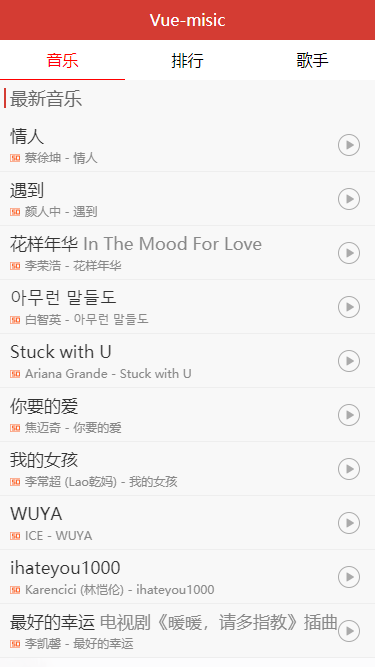 Vue-misic
音乐 排行 歌手
最新音乐
情人
SQ 蔡徐坤 - 情人
遇到
SQ 颜人中 - 遇到
花样年华 In The Mood For Love
SQ 李荣浩 - 花样年华
아무런 말들도
SQ 白智英 - 아무런 말들도
Stuck with U
SQ Ariana Grande - Stuck with U
你要的爱
SQ 焦迈奇 - 你要的爱
我的女孩
SQ 李常超 (Lao乾妈) - 我的女孩
WUYA
SQ ICE - WUYA
ihateyou1000
SQ Karencici (林恺伦) - ihateyou1000
最好的幸运 电视剧《暖暖，请多指教》插曲
SQ 李凯馨 - 最好的幸运